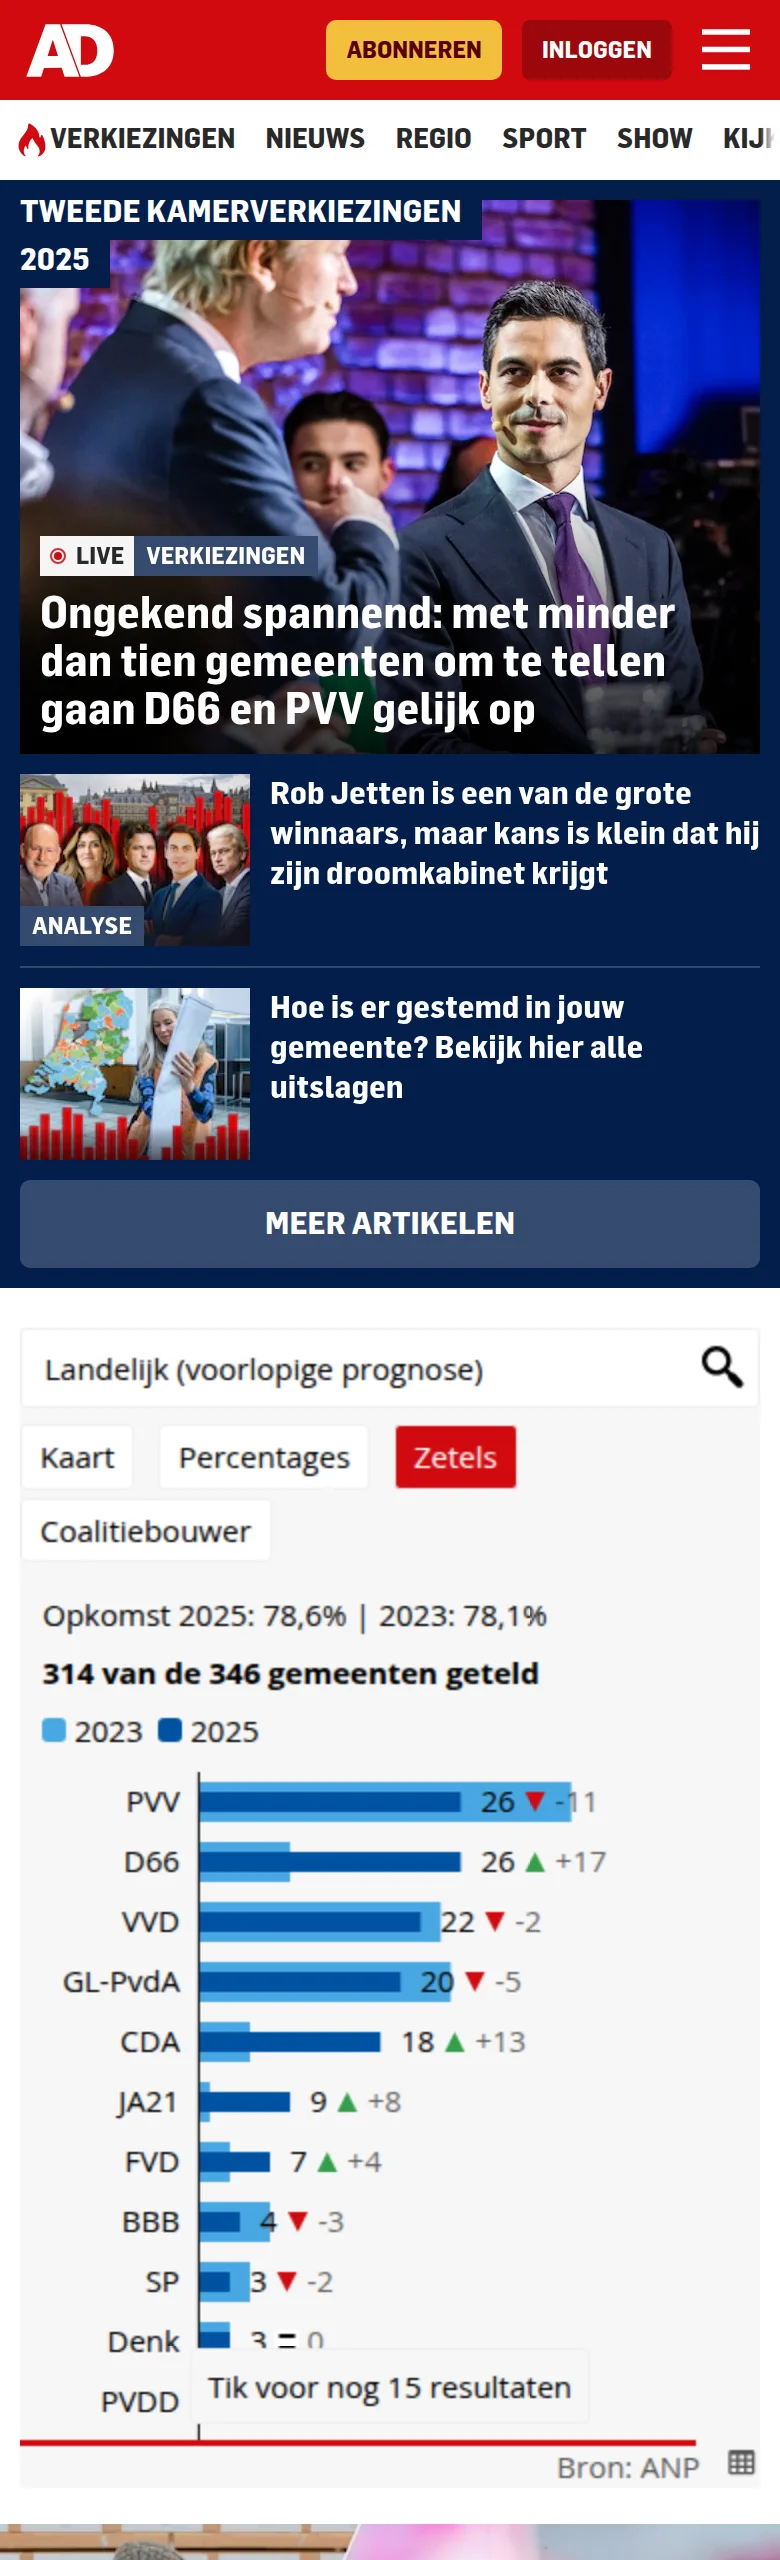 AD
ABONNEREN
INLOGGEN
VERKIEZINGEN NIEUWS REGIO SPORT SHOW
TWEEDE KAMERVERKIEZINGEN
2025
LIVE VERKIEZINGEN
Ongekend spannend: met minder
dan tien gemeenten om te tellen
gaan D66 en PVV gelijk op
Rob Jetten is een van de grote
winnaars, maar kans is klein dat hij
zijn droomkabinet krijgt
ANALYSE
Hoe is er gestemd in jouw
gemeente? Bekijk hier alle
uitslagen
MEER ARTIKELEN
Landelijk (voorlopige prognose)
Kaart Percentages Zetels
Coalitiebouwer
Opkomst 2025: 78,6% | 2023: 78,1%
314 van de 346 gemeenten geteld
2023 2025
PVV 26 ▼ -11
D66 26 ▲ +17
VVD 22 ▼ -2
GL-PvdA 20 ▼ -5
CDA 18 ▲ +13
JA21 9 ▲ +8
FVD 7 ▲ +4
BBB 4 ▼ -3
SP 3 ▼ -2
Denk 3 = 0
Tik voor nog 15 resultaten
PVDD
Bron: ANP